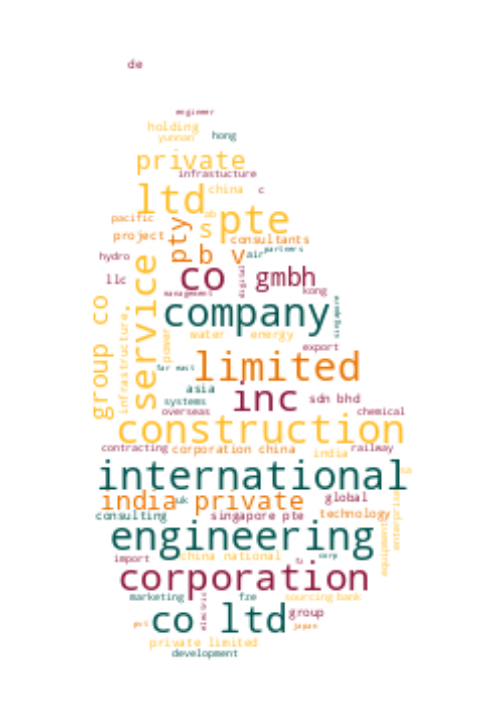 de
engineer
holding
yunnan
hong
private
infrastucture
china
c
ltd
ab
pacific
pte
s
pty
project
consultants
b
v
air
partners
hydro
co
gmbh
digital
llc
kong
management
service
group co
company
singapore
infrastructure,
power
water
energy
export
far east
limited
asia
inc
sdn bhd
systems
overseas
chemical
construction
contracting
corporation china
india
railway
international
india private
uk
global
consulting
singapore pte
technology
enterprise
engineering
equipment
import
china national
corp
corporation
marketing
electric
fze
sourcing
bank
co ltd
group
japan
private limited
development